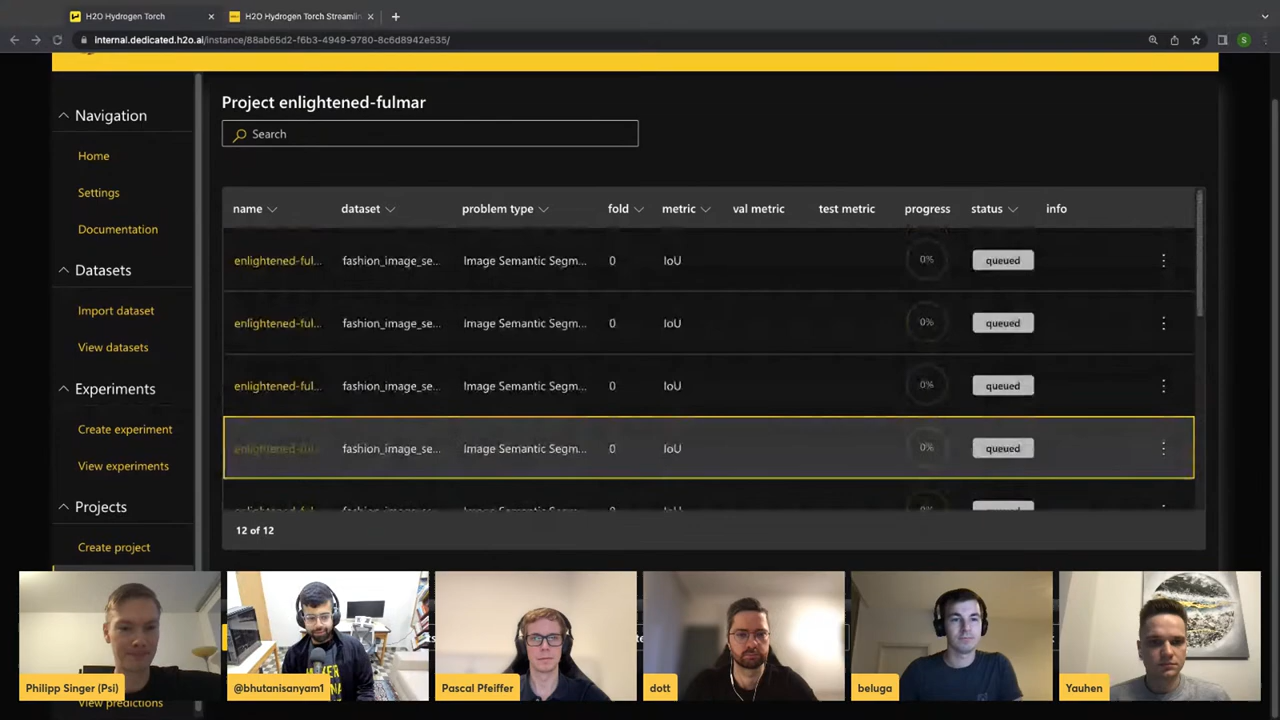 H2O Hydrogen Torch
H2O Hydrogen Torch Streamlin
internal.dedicated.h2o.ai/instance/88ab65d2-f6b3-4949-9780-8c6d8942e535/
S
Navigation
Home
Settings
Documentation
Datasets
Import dataset
View datasets
Experiments
Create experiment
View experiments
Projects
Create project
View predictions
Project enlightened-fulmar
Search
name dataset problem type fold metric val metric test metric progress status info
enlightened-ful... fashion_image_se... Image Semantic Segm... 0 IoU 0% queued
enlightened-ful... fashion_image_se... Image Semantic Segm... 0 IoU 0% queued
enlightened-ful... fashion_image_se... Image Semantic Segm... 0 IoU 0% queued
enlightened-ful... fashion_image_se... Image Semantic Segm... 0 IoU 0% queued
12 of 12
Philipp Singer (Psi)
@bhutanisanyam1
Pascal Pfeiffer
dott
beluga
Yauhen